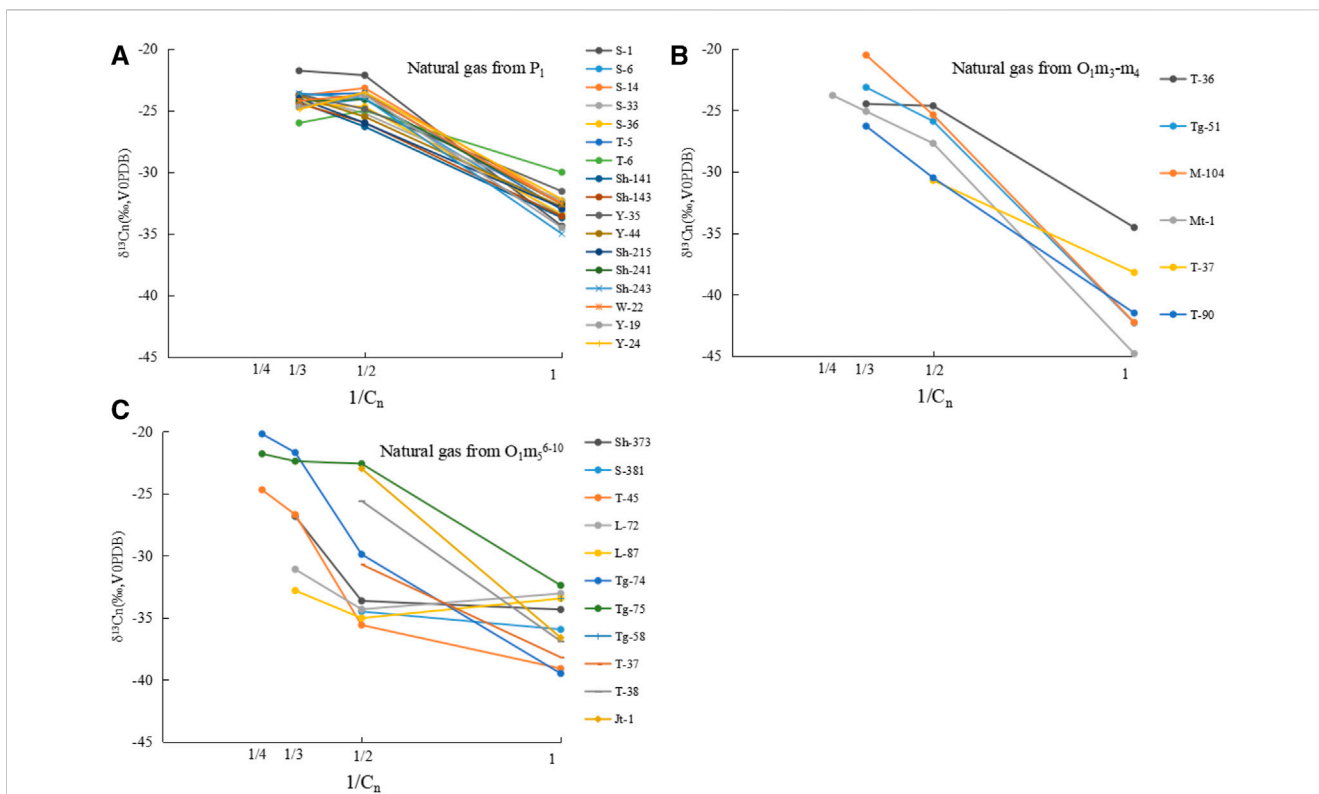 A
Natural gas from P₁
-20
-25
-30
-35
-40
-45
δ¹³Cn(‰,V0PDB)
1/4 1/3 1/2 1
1/Cₙ
S-1
S-6
S-14
S-33
S-36
T-5
T-6
Sh-141
Sh-143
Y-35
Y-44
Sh-215
Sh-241
Sh-243
W-22
Y-19
Y-24
B
Natural gas from O₁m₃-m₄
-20
-25
-30
-35
-40
-45
δ¹³Cn(‰,V0PDB)
1/4 1/3 1/2 1
1/Cₙ
T-36
Tg-51
M-104
Mt-1
T-37
T-90
C
Natural gas from O₁m₅⁶⁻¹⁰
-20
-25
-30
-35
-40
-45
δ¹³Cn(‰,V0PDB)
1/4 1/3 1/2 1
1/Cₙ
Sh-373
S-381
T-45
L-72
L-87
Tg-74
Tg-75
Tg-58
T-37
T-38
Jt-1